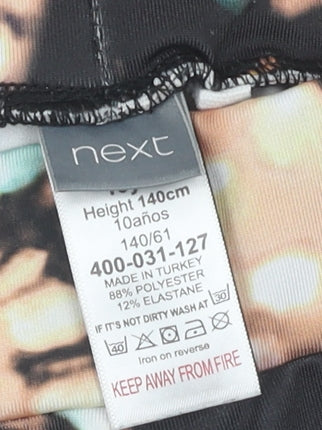 next
Height 140cm
10años
140/61
400-031-127
MADE IN TURKEY
88% POLYESTER
12% ELASTANE
IF IT'S NOT DIRTY WASH AT 30
40
Iron on reverse
KEEP AWAY FROM FIRE